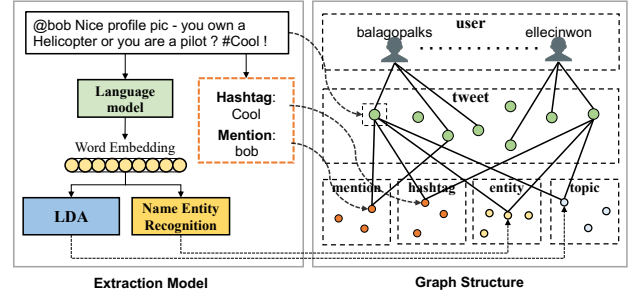 @bob Nice profile pic - you own a
Helicopter or you are a pilot ? #Cool !
Language
model
Word Embedding
LDA
Name Entity
Recognition
Hashtag:
Cool
Mention:
bob
Extraction Model
user
balagopalks
ellecinwon
tweet
mention
hashtag
entity
topic
Graph Structure